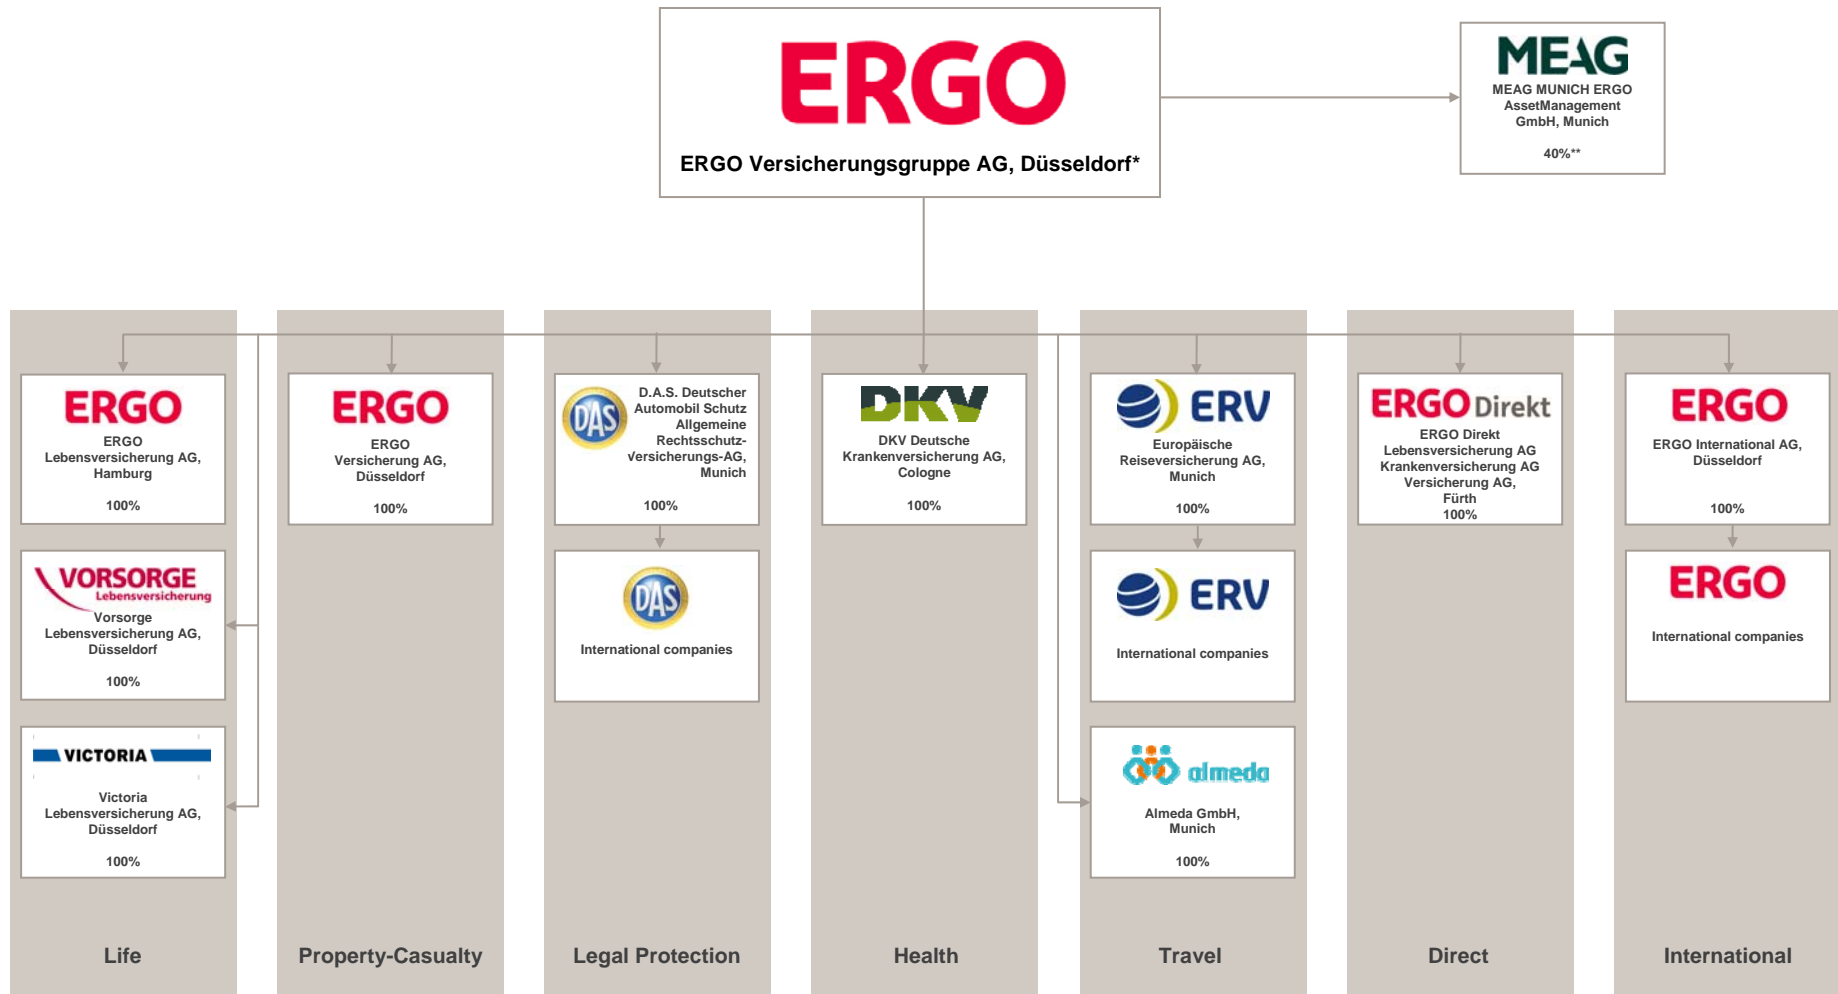 ERGO
ERGO Versicherungsgruppe AG, Düsseldorf*
MEAG
MEAG MUNICH ERGO
AssetManagement
GmbH, Munich
40%**
ERGO
ERGO
Lebensversicherung AG,
Hamburg
100%
VORSORGE
Lebensversicherung
Vorsorge
Lebensversicherung AG,
Düsseldorf
100%
VICTORIA
Victoria
Lebensversicherung AG,
Düsseldorf
100%
Life
ERGO
ERGO
Versicherung AG,
Düsseldorf
100%
Property-Casualty
DAS
D.A.S. Deutscher
Automobil Schutz
Allgemeine
Rechtsschutz-
Versicherungs-AG,
Munich
100%
DAS
International companies
Legal Protection
DKV
DKV Deutsche
Krankenversicherung AG,
Cologne
100%
Health
ERV
Europäische
Reiseversicherung AG,
Munich
100%
ERV
International companies
almeda
Almeda GmbH,
Munich
100%
Travel
ERGO Direkt
ERGO Direkt
Lebensversicherung AG
Krankenversicherung AG
Versicherung AG,
Fürth
100%
Direct
ERGO
ERGO International AG,
Düsseldorf
100%
ERGO
International companies
International